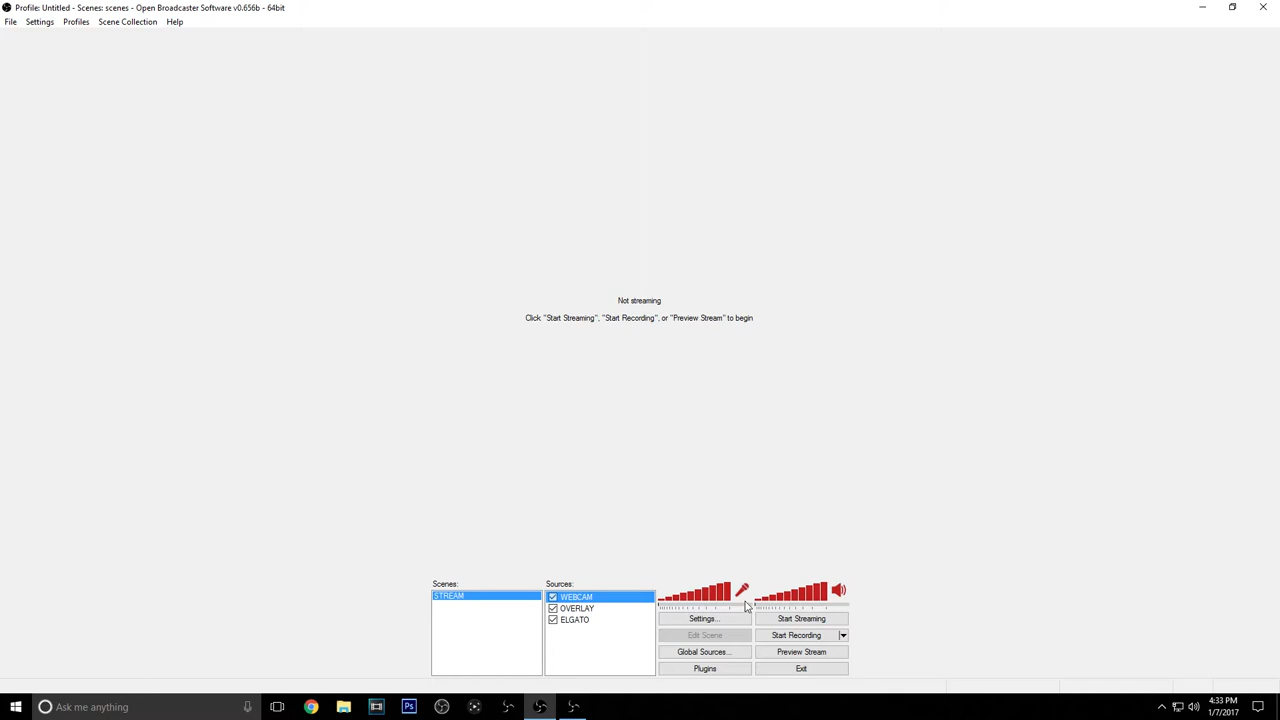 Profile: Untitled - Scenes: scenes - Open Broadcaster Software v0.656b - 64bit
File Settings Profiles Scene Collection Help
Not streaming
Click "Start Streaming", "Start Recording", or "Preview Stream" to begin
Scenes:
STREAM
Sources:
WEBCAM
OVERLAY
ELGATO
Settings... Start Streaming
Edit Scene Start Recording
Global Sources... Preview Stream
Plugins Exit
Ask me anything
Ps
4:33 PM
1/7/2017